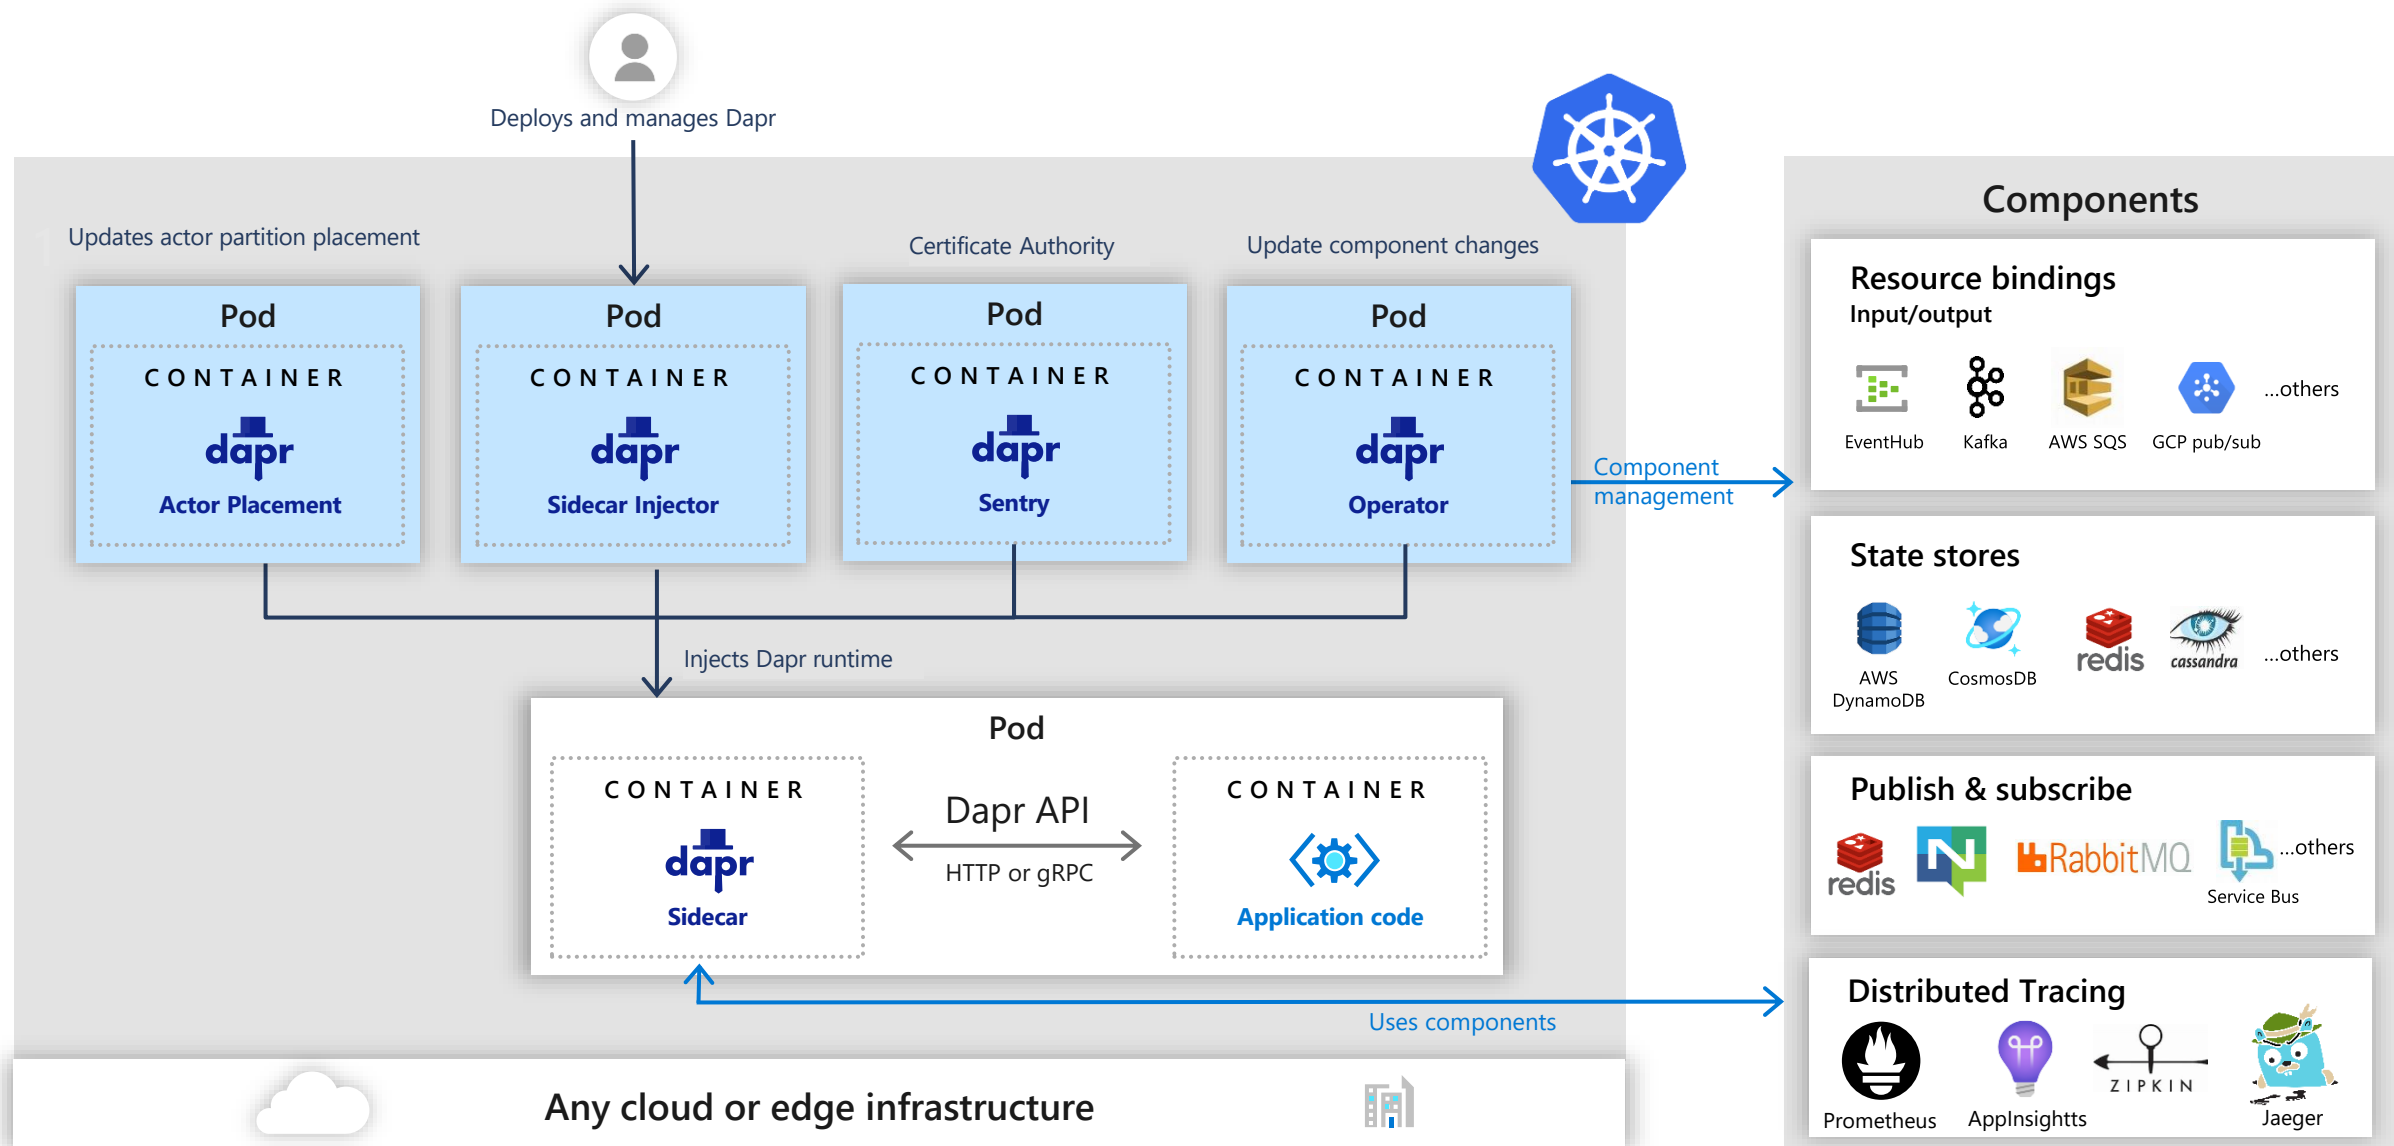 Deploys and manages Dapr
Updates actor partition placement
Certificate Authority
Update component changes
Pod
CONTAINER
dapr
Actor Placement
Pod
CONTAINER
dapr
Sidecar Injector
Pod
CONTAINER
dapr
Sentry
Pod
CONTAINER
dapr
Operator
Component
management
Injects Dapr runtime
Pod
CONTAINER
dapr
Sidecar
Dapr API
HTTP or gRPC
CONTAINER
Application code
Uses components
Any cloud or edge infrastructure
Components
Resource bindings
Input/output
EventHub
Kafka
AWS SQS
GCP pub/sub
...others
State stores
AWS
DynamoDB
CosmosDB
redis
cassandra
...others
Publish & subscribe
redis
N
RabbitMQ
Service Bus
...others
Distributed Tracing
Prometheus
AppInsightts
ZIPKIN
Jaeger